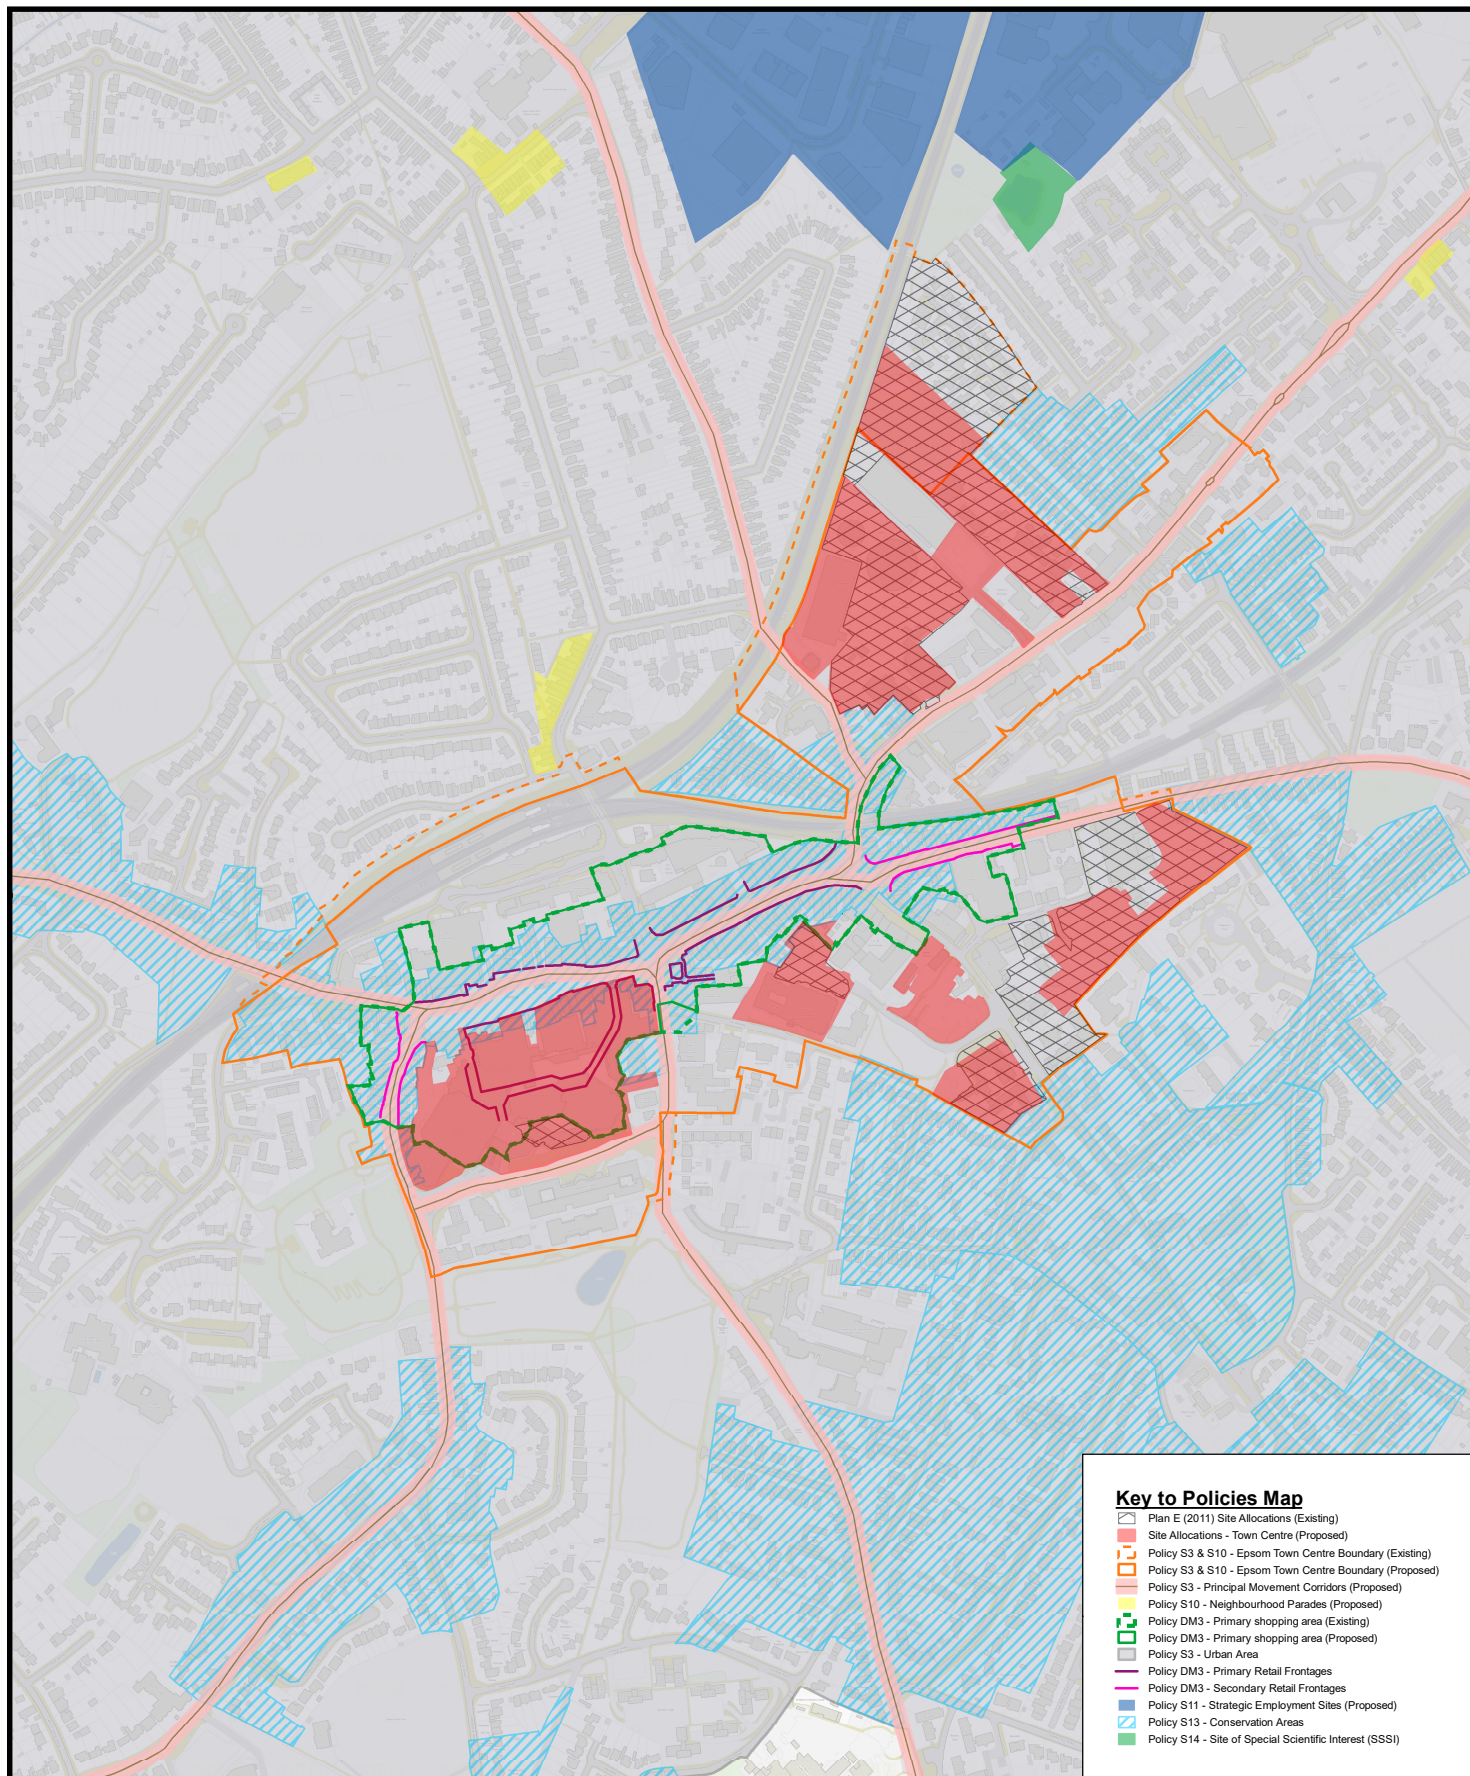 Key to Policies Map
Plan E (2011) Site Allocations (Existing)
Site Allocations - Town Centre (Proposed)
Policy S3 & S10 - Epsom Town Centre Boundary (Existing)
Policy S3 & S10 - Epsom Town Centre Boundary (Proposed)
Policy S3 - Principal Movement Corridors (Proposed)
Policy S10 - Neighbourhood Parades (Proposed)
Policy DM3 - Primary shopping area (Existing)
Policy DM3 - Primary shopping area (Proposed)
Policy S3 - Urban Area
Policy DM3 - Primary Retail Frontages
Policy DM3 - Secondary Retail Frontages
Policy S11 - Strategic Employment Sites (Proposed)
Policy S13 - Conservation Areas
Policy S14 - Site of Special Scientific Interest (SSSI)